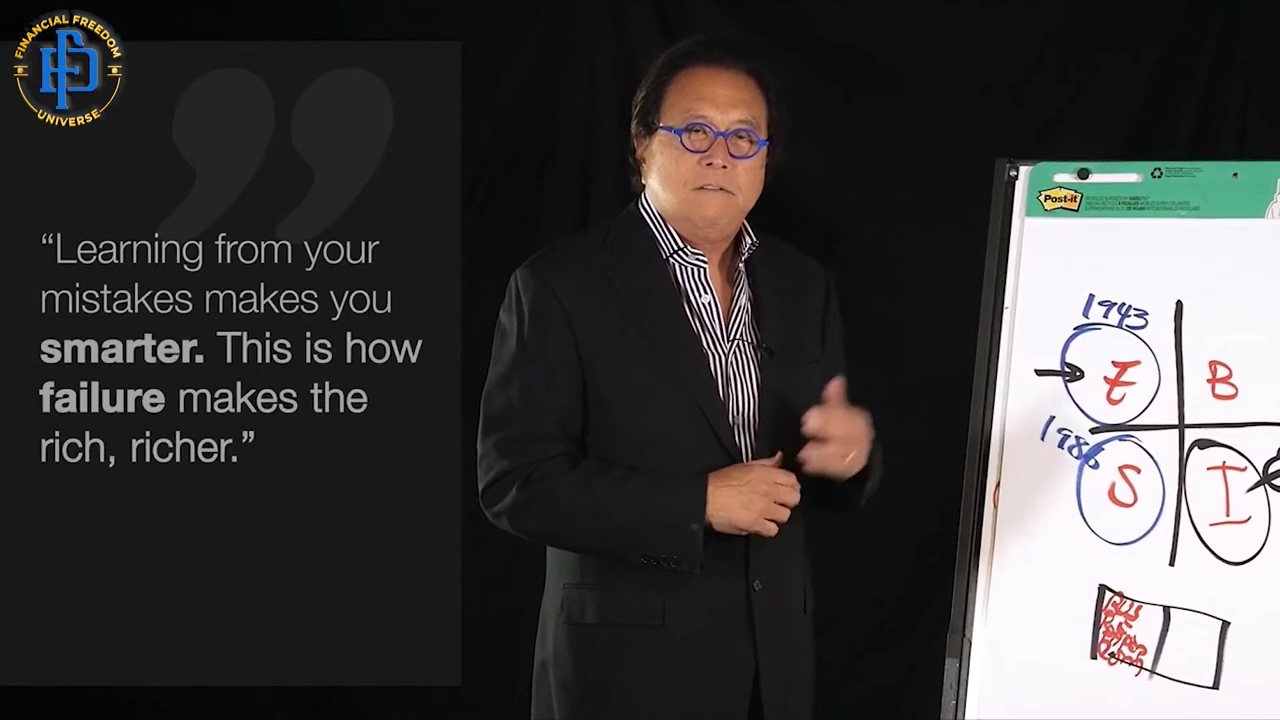 FINANCIAL FREEDOM
UNIVERSE
“Learning from your
mistakes makes you
smarter. This is how
failure makes the
rich, richer.”
Post-it
1943
E
B
1986
S
I